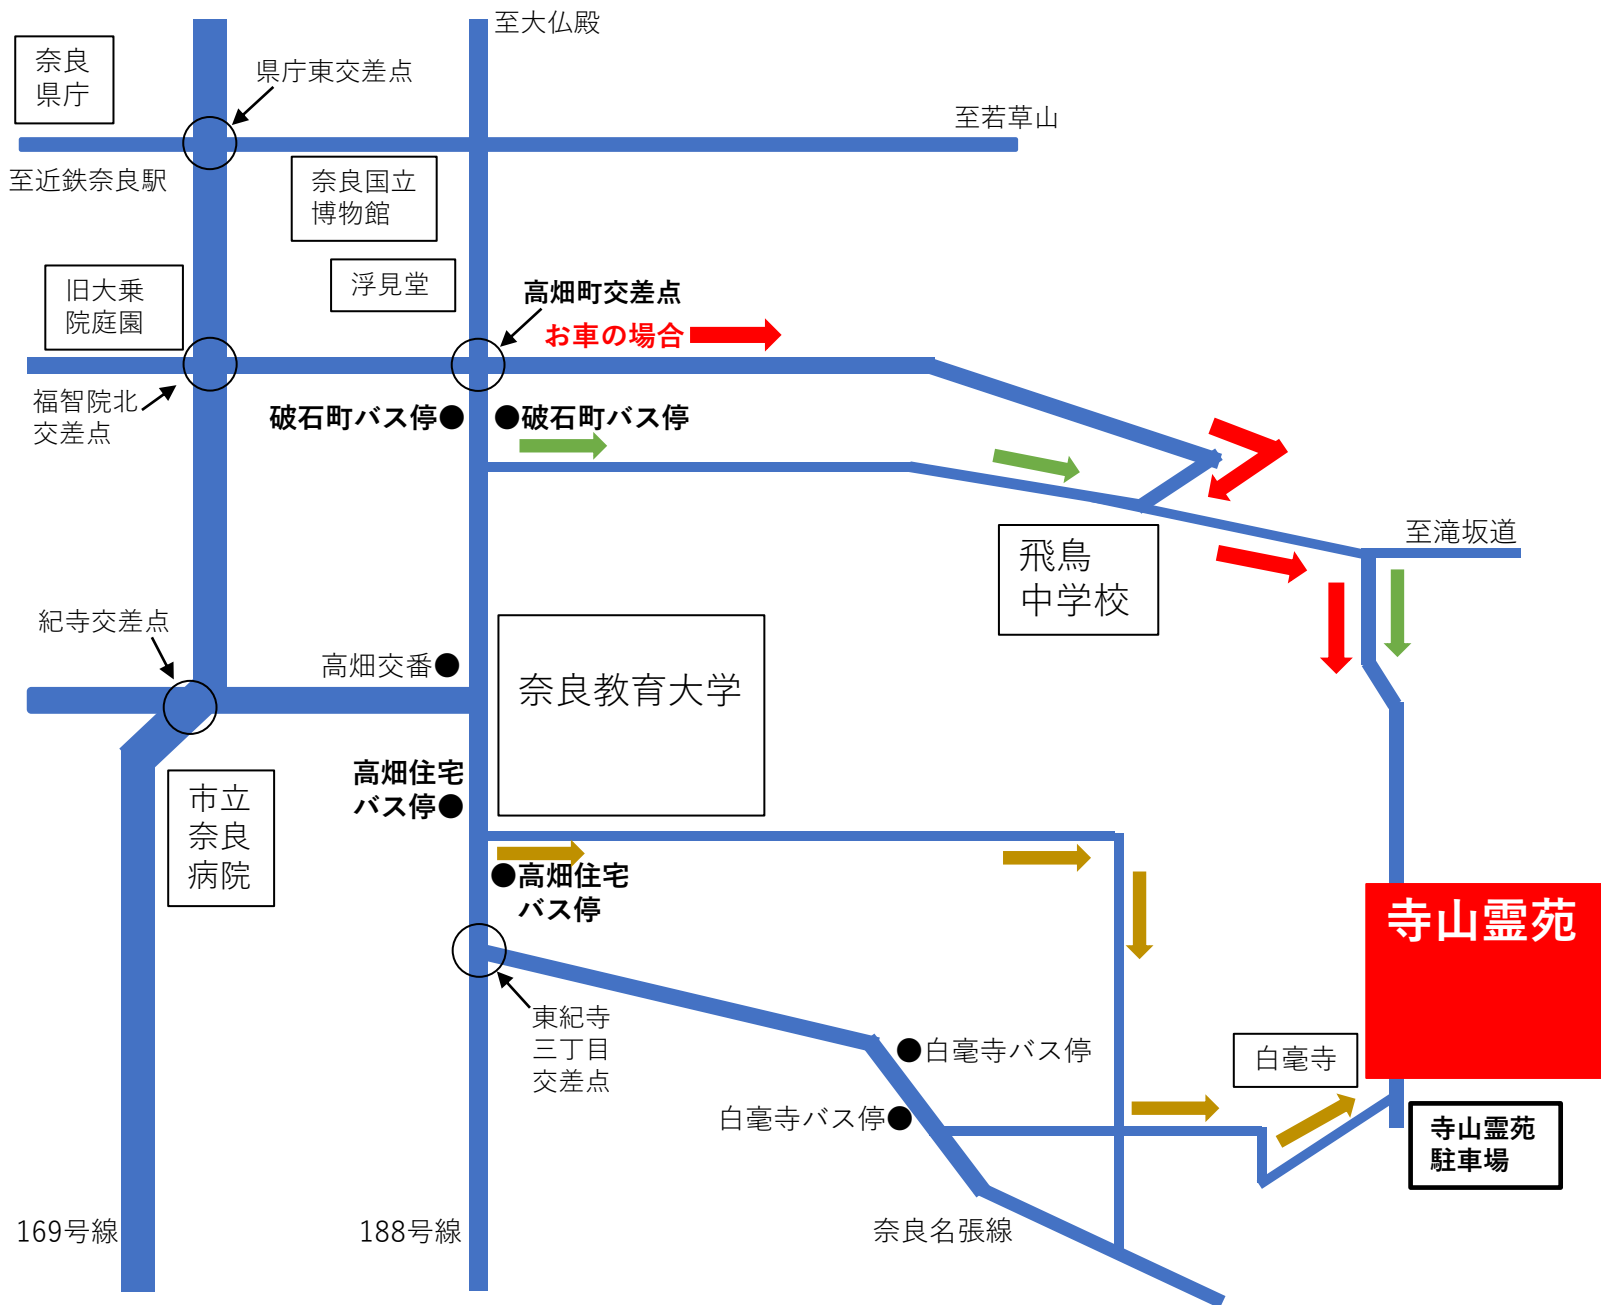 至大仏殿
奈良
県庁
県庁東交差点
至若草山
至近鉄奈良駅
奈良国立
博物館
旧大乗
院庭園
浮見堂
高畑町交差点
お車の場合
福智院北
交差点
破石町バス停●
●破石町バス停
至滝坂道
飛鳥
中学校
紀寺交差点
高畑交番●
奈良教育大学
高畑住宅
バス停●
市立
奈良
病院
●高畑住宅
バス停
寺山霊苑
東紀寺
三丁目
交差点
●白毫寺バス停
白毫寺
白毫寺バス停●
寺山霊苑
駐車場
169号線
188号線
奈良名張線